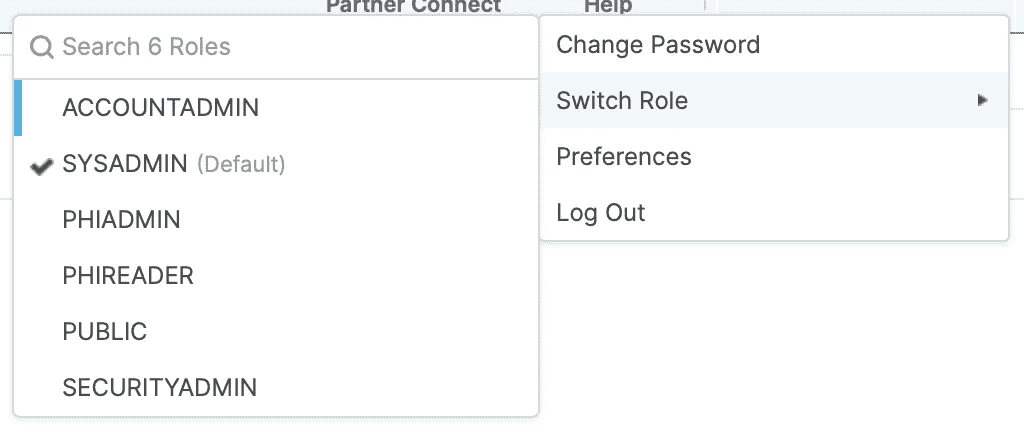 Partner Connect Help
Search 6 Roles
ACCOUNTADMIN
SYSADMIN (Default)
PHIADMIN
PHIREADER
PUBLIC
SECURITYADMIN
Change Password
Switch Role
Preferences
Log Out